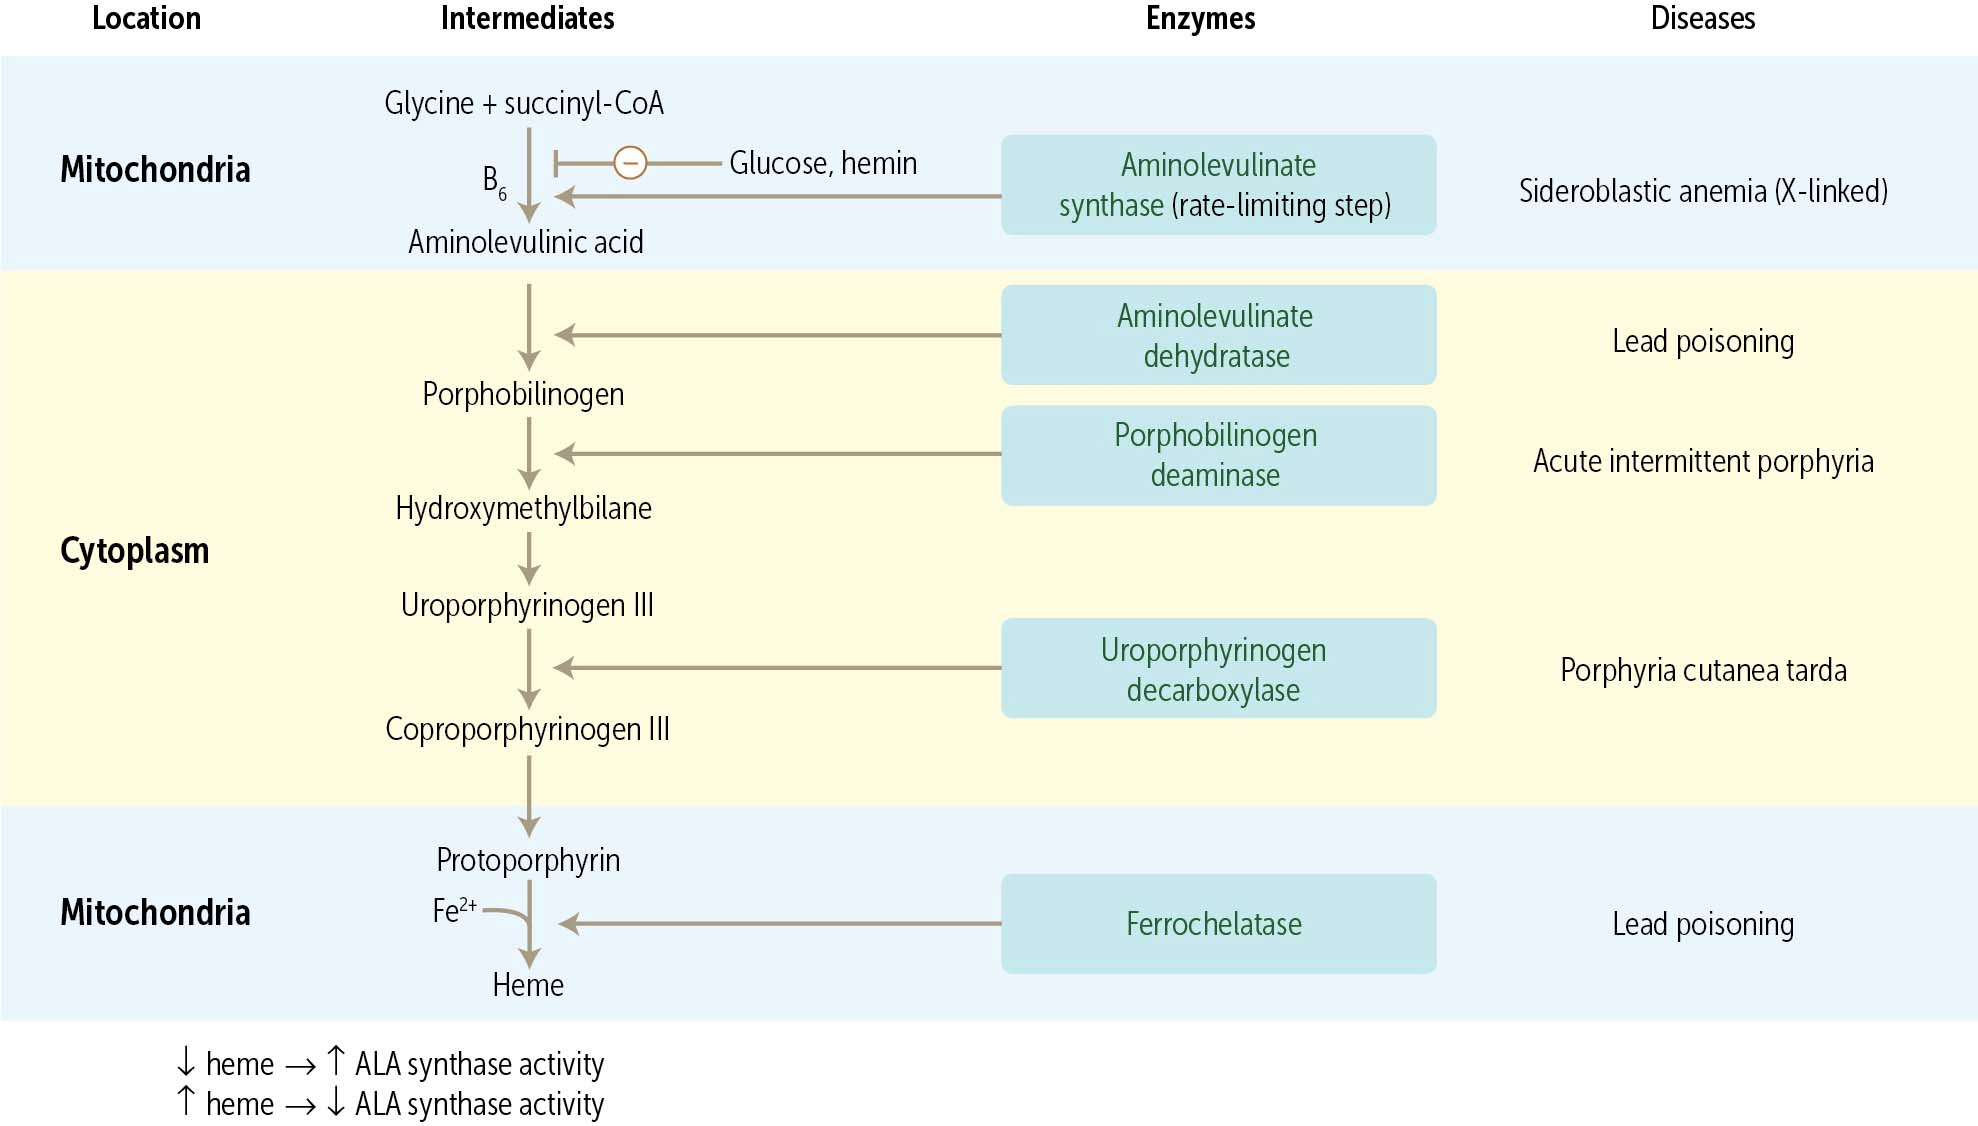 Location Intermediates Enzymes Diseases
Glycine + succinyl-CoA
Mitochondria
B6
Glucose, hemin
Aminolevulinate
synthase (rate-limiting step)
Sideroblastic anemia (X-linked)
Aminolevulinic acid
Aminolevulinate
dehydratase
Lead poisoning
Porphobilinogen
Porphobilinogen
deaminase
Acute intermittent porphyria
Hydroxymethylbilane
Cytoplasm
Uroporphyrinogen III
Uroporphyrinogen
decarboxylase
Porphyria cutanea tarda
Coproporphyrinogen III
Protoporphyrin
Mitochondria
Fe2+
Ferrochelatase
Lead poisoning
Heme
↓ heme → ↑ ALA synthase activity
↑ heme → ↓ ALA synthase activity